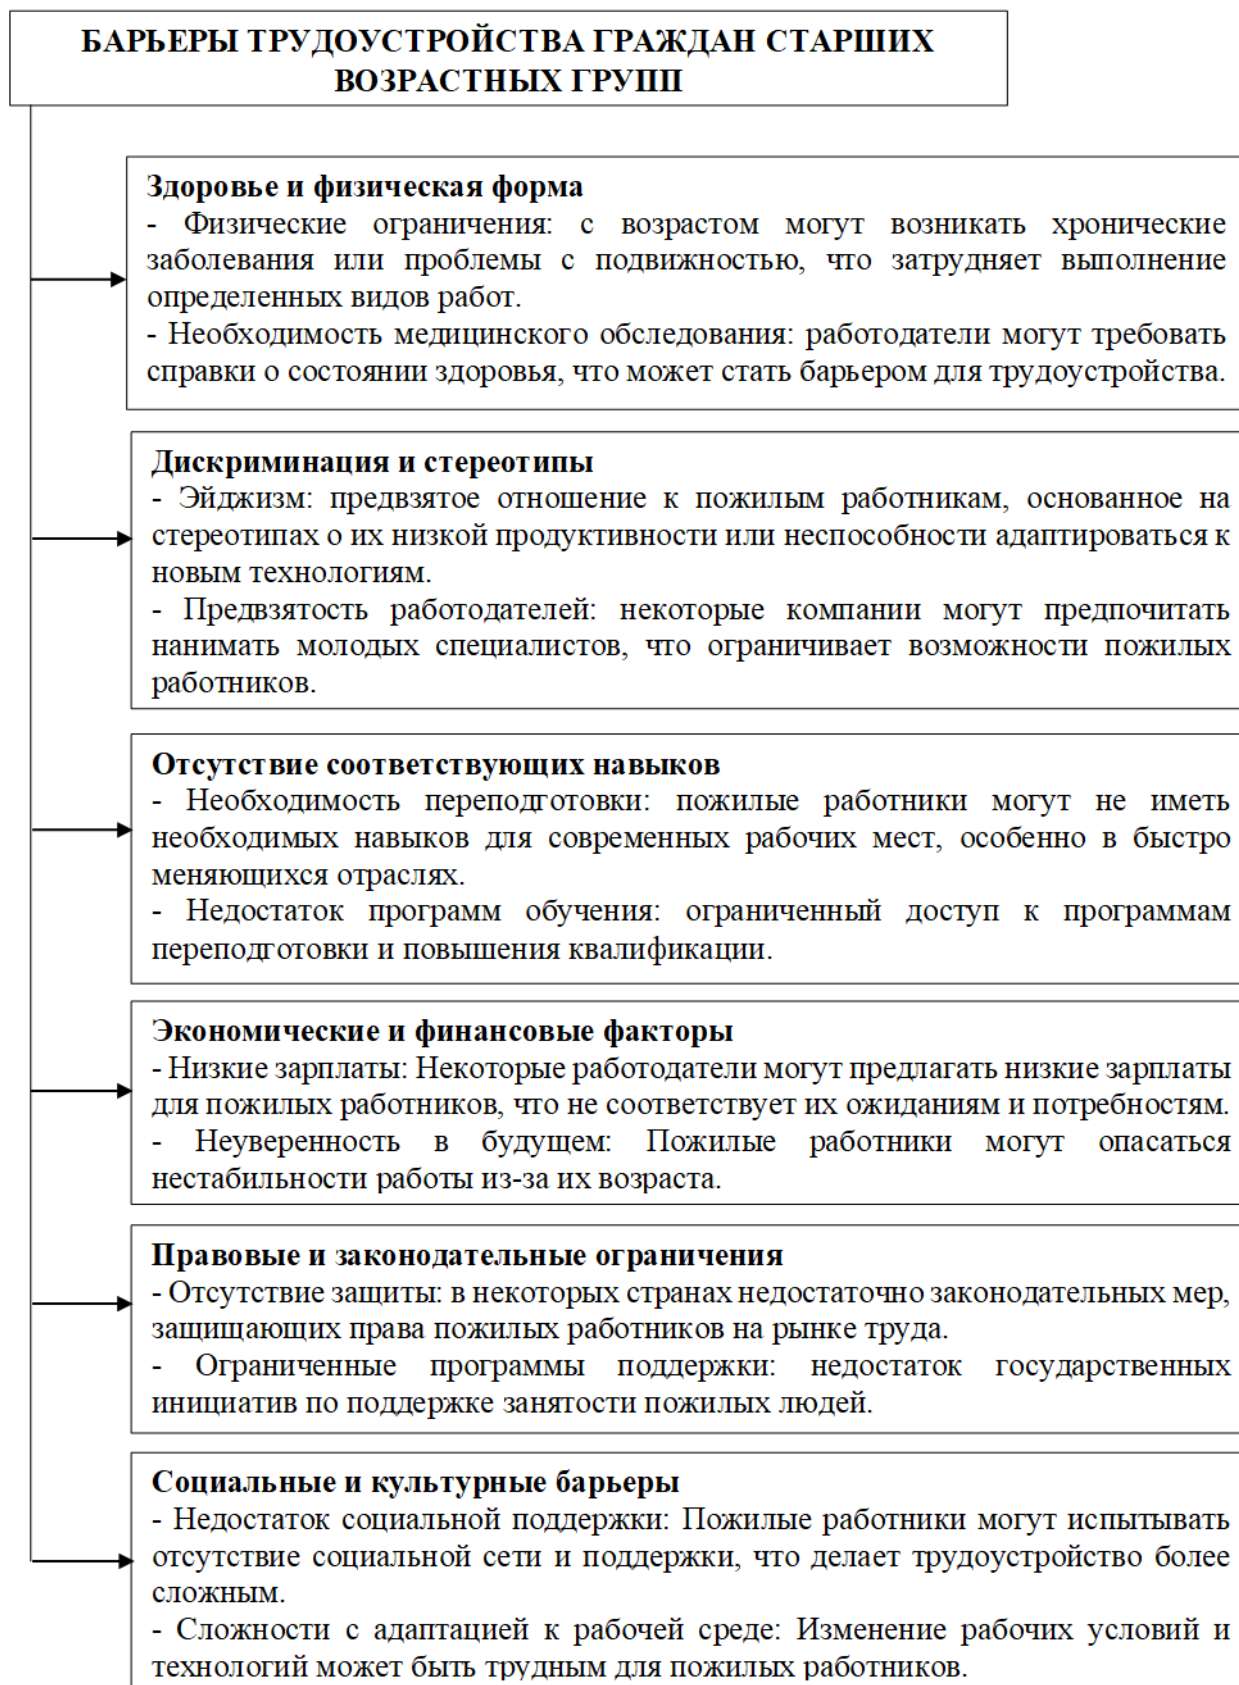 БАРЬЕРЫ ТРУДОУСТРОЙСТВА ГРАЖДАН СТАРШИХ
ВОЗРАСТНЫХ ГРУПП
Здоровье и физическая форма
- Физические ограничения: с возрастом могут возникать хронические
заболевания или проблемы с подвижностью, что затрудняет выполнение
определенных видов работ.
- Необходимость медицинского обследования: работодатели могут требовать
справки о состоянии здоровья, что может стать барьером для трудоустройства.
Дискриминация и стереотипы
- Эйджизм: предвзятое отношение к пожилым работникам, основанное на
стереотипах о их низкой продуктивности или неспособности адаптироваться к
новым технологиям.
- Предвзятость работодателей: некоторые компании могут предпочитать
нанимать молодых специалистов, что ограничивает возможности пожилых
работников.
Отсутствие соответствующих навыков
- Необходимость переподготовки: пожилые работники могут не иметь
необходимых навыков для современных рабочих мест, особенно в быстро
меняющихся отраслях.
- Недостаток программ обучения: ограниченный доступ к программам
переподготовки и повышения квалификации.
Экономические и финансовые факторы
- Низкие зарплаты: Некоторые работодатели могут предлагать низкие зарплаты
для пожилых работников, что не соответствует их ожиданиям и потребностям.
- Неуверенность в будущем: Пожилые работники могут опасаться
нестабильности работы из-за их возраста.
Правовые и законодательные ограничения
- Отсутствие защиты: в некоторых странах недостаточно законодательных мер,
защищающих права пожилых работников на рынке труда.
- Ограниченные программы поддержки: недостаток государственных
инициатив по поддержке занятости пожилых людей.
Социальные и культурные барьеры
- Недостаток социальной поддержки: Пожилые работники могут испытывать
отсутствие социальной сети и поддержки, что делает трудоустройство более
сложным.
- Сложности с адаптацией к рабочей среде: Изменение рабочих условий и
технологий может быть трудным для пожилых работников.